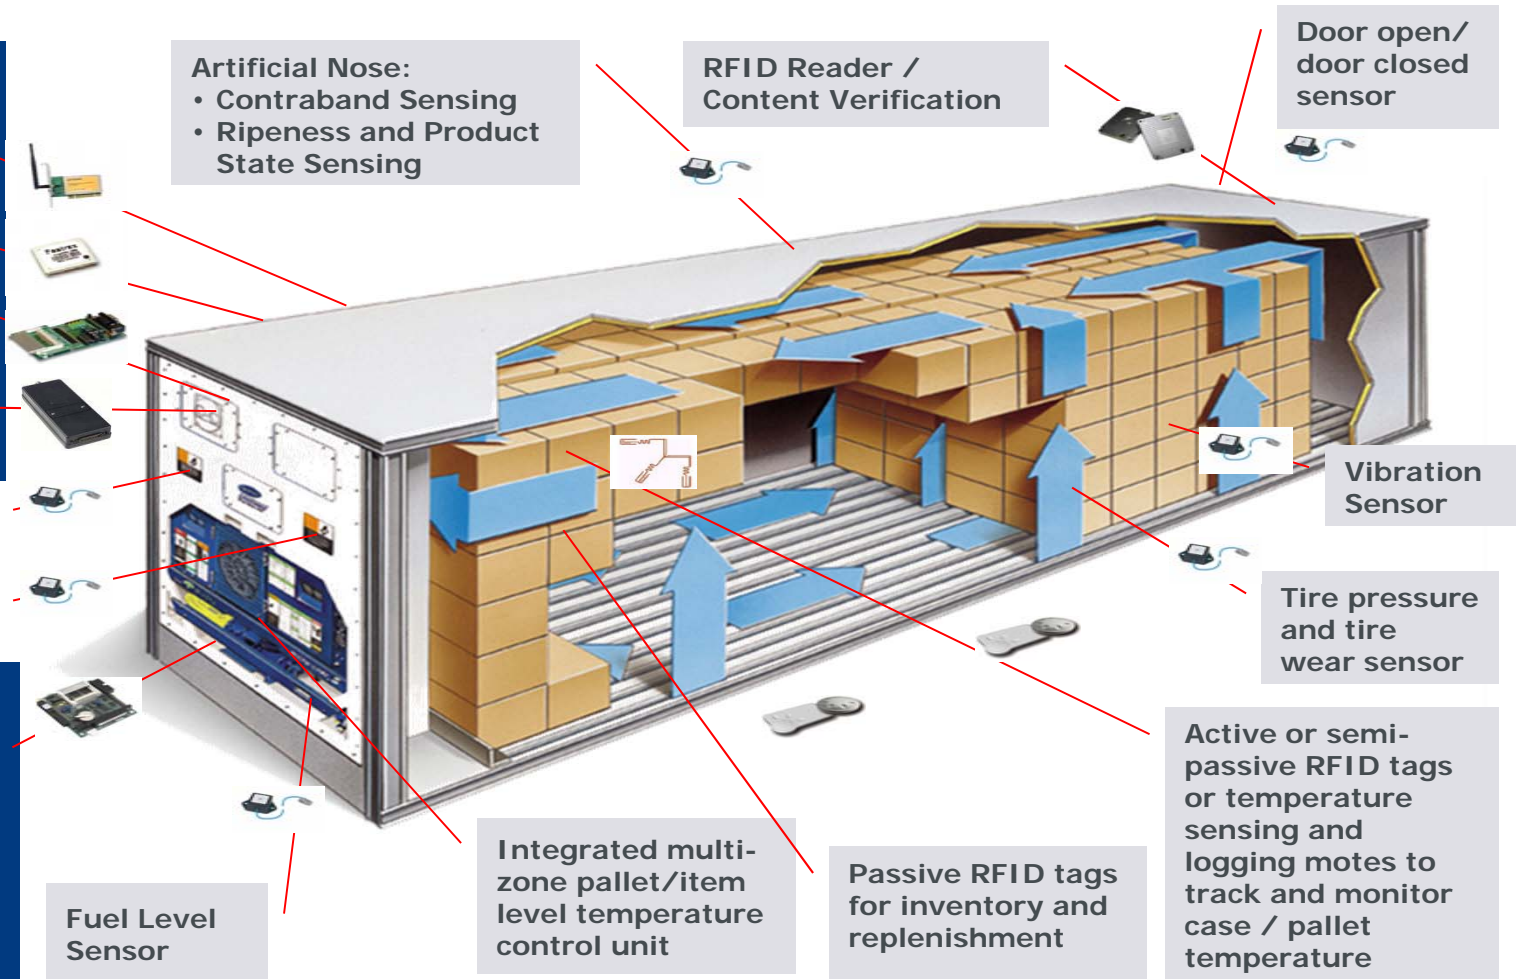 Artificial Nose:
• Contraband Sensing
• Ripeness and Product
State Sensing
RFID Reader /
Content Verification
Door open/
door closed
sensor
Vibration
Sensor
Tire pressure
and tire
wear sensor
Active or semi-
passive RFID tags
or temperature
sensing and
logging motes to
track and monitor
case / pallet
temperature
Passive RFID tags
for inventory and
replenishment
Integrated multi-
zone pallet/item
level temperature
control unit
Fuel Level
Sensor